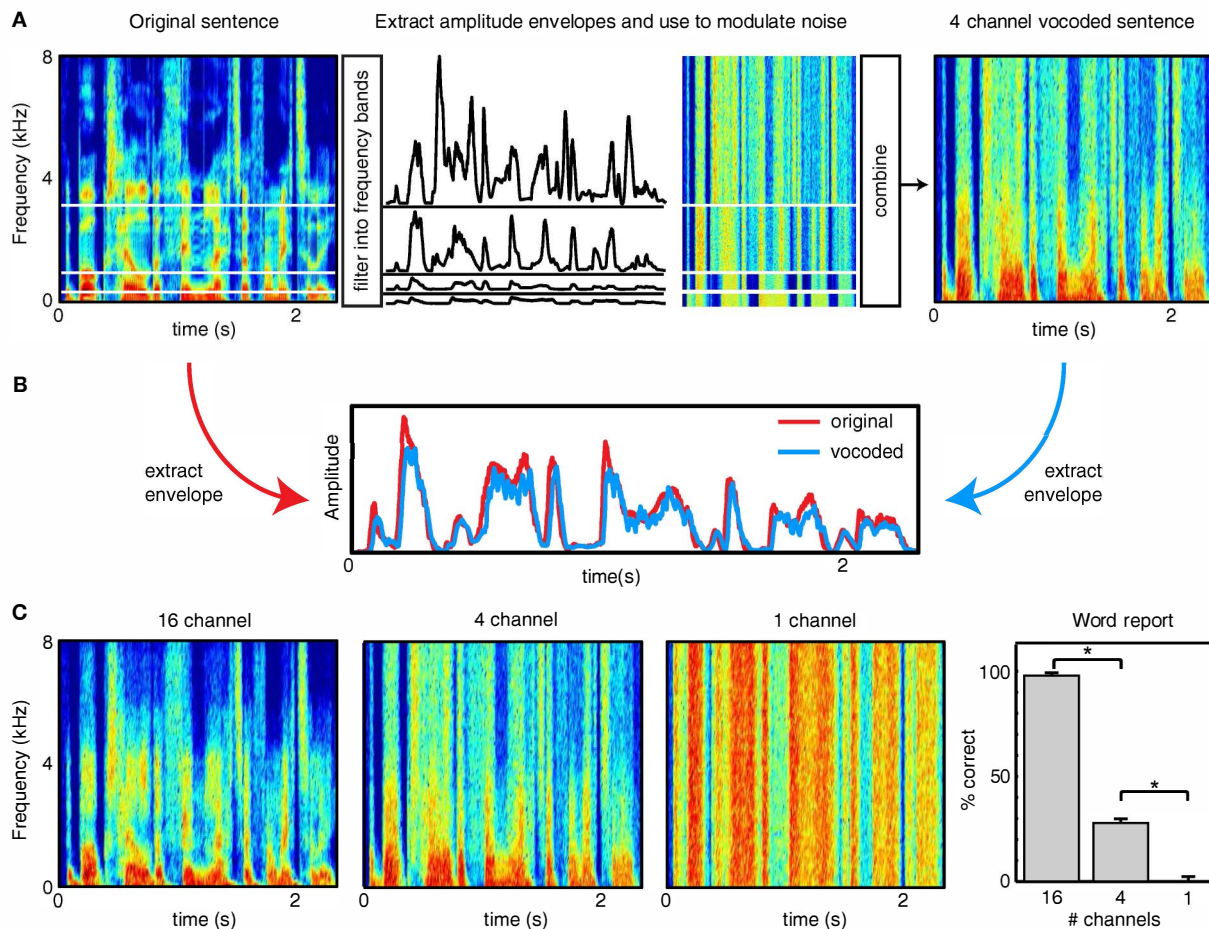 A
Original sentence
Extract amplitude envelopes and use to modulate noise
4 channel vocoded sentence
8
4
0
Frequency (kHz)
0
2
time (s)
filter into frequency bands
combine
0
2
time (s)
B
extract
envelope
Amplitude
original
vocoded
0
2
time(s)
extract
envelope
C
16 channel
4 channel
1 channel
Word report
8
4
0
Frequency (kHz)
0
2
time (s)
0
2
time (s)
0
2
time (s)
*
*
100
50
0
% correct
16
4
1
# channels